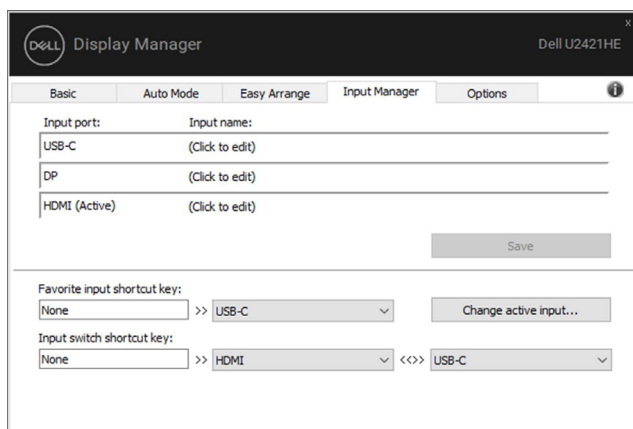 x
DELL Display Manager Dell U2421HE
Basic Auto Mode Easy Arrange Input Manager Options i
Input port: Input name:
USB-C (Click to edit)
DP (Click to edit)
HDMI (Active) (Click to edit)
Save
Favorite input shortcut key:
None >> USB-C Change active input...
Input switch shortcut key:
None >> HDMI <<>> USB-C